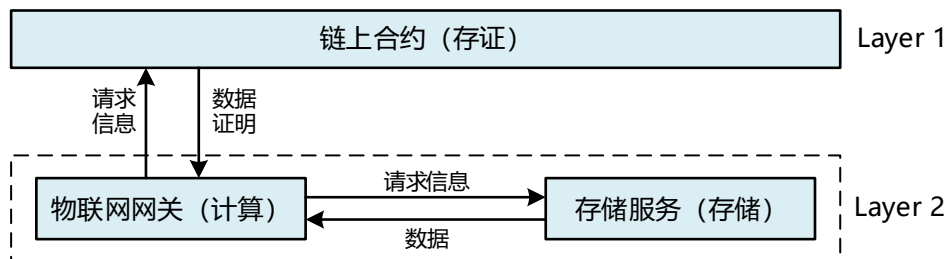 链上合约（存证）
Layer 1
请求
信息
数据
证明
物联网网关（计算）
请求信息
数据
存储服务（存储）
Layer 2